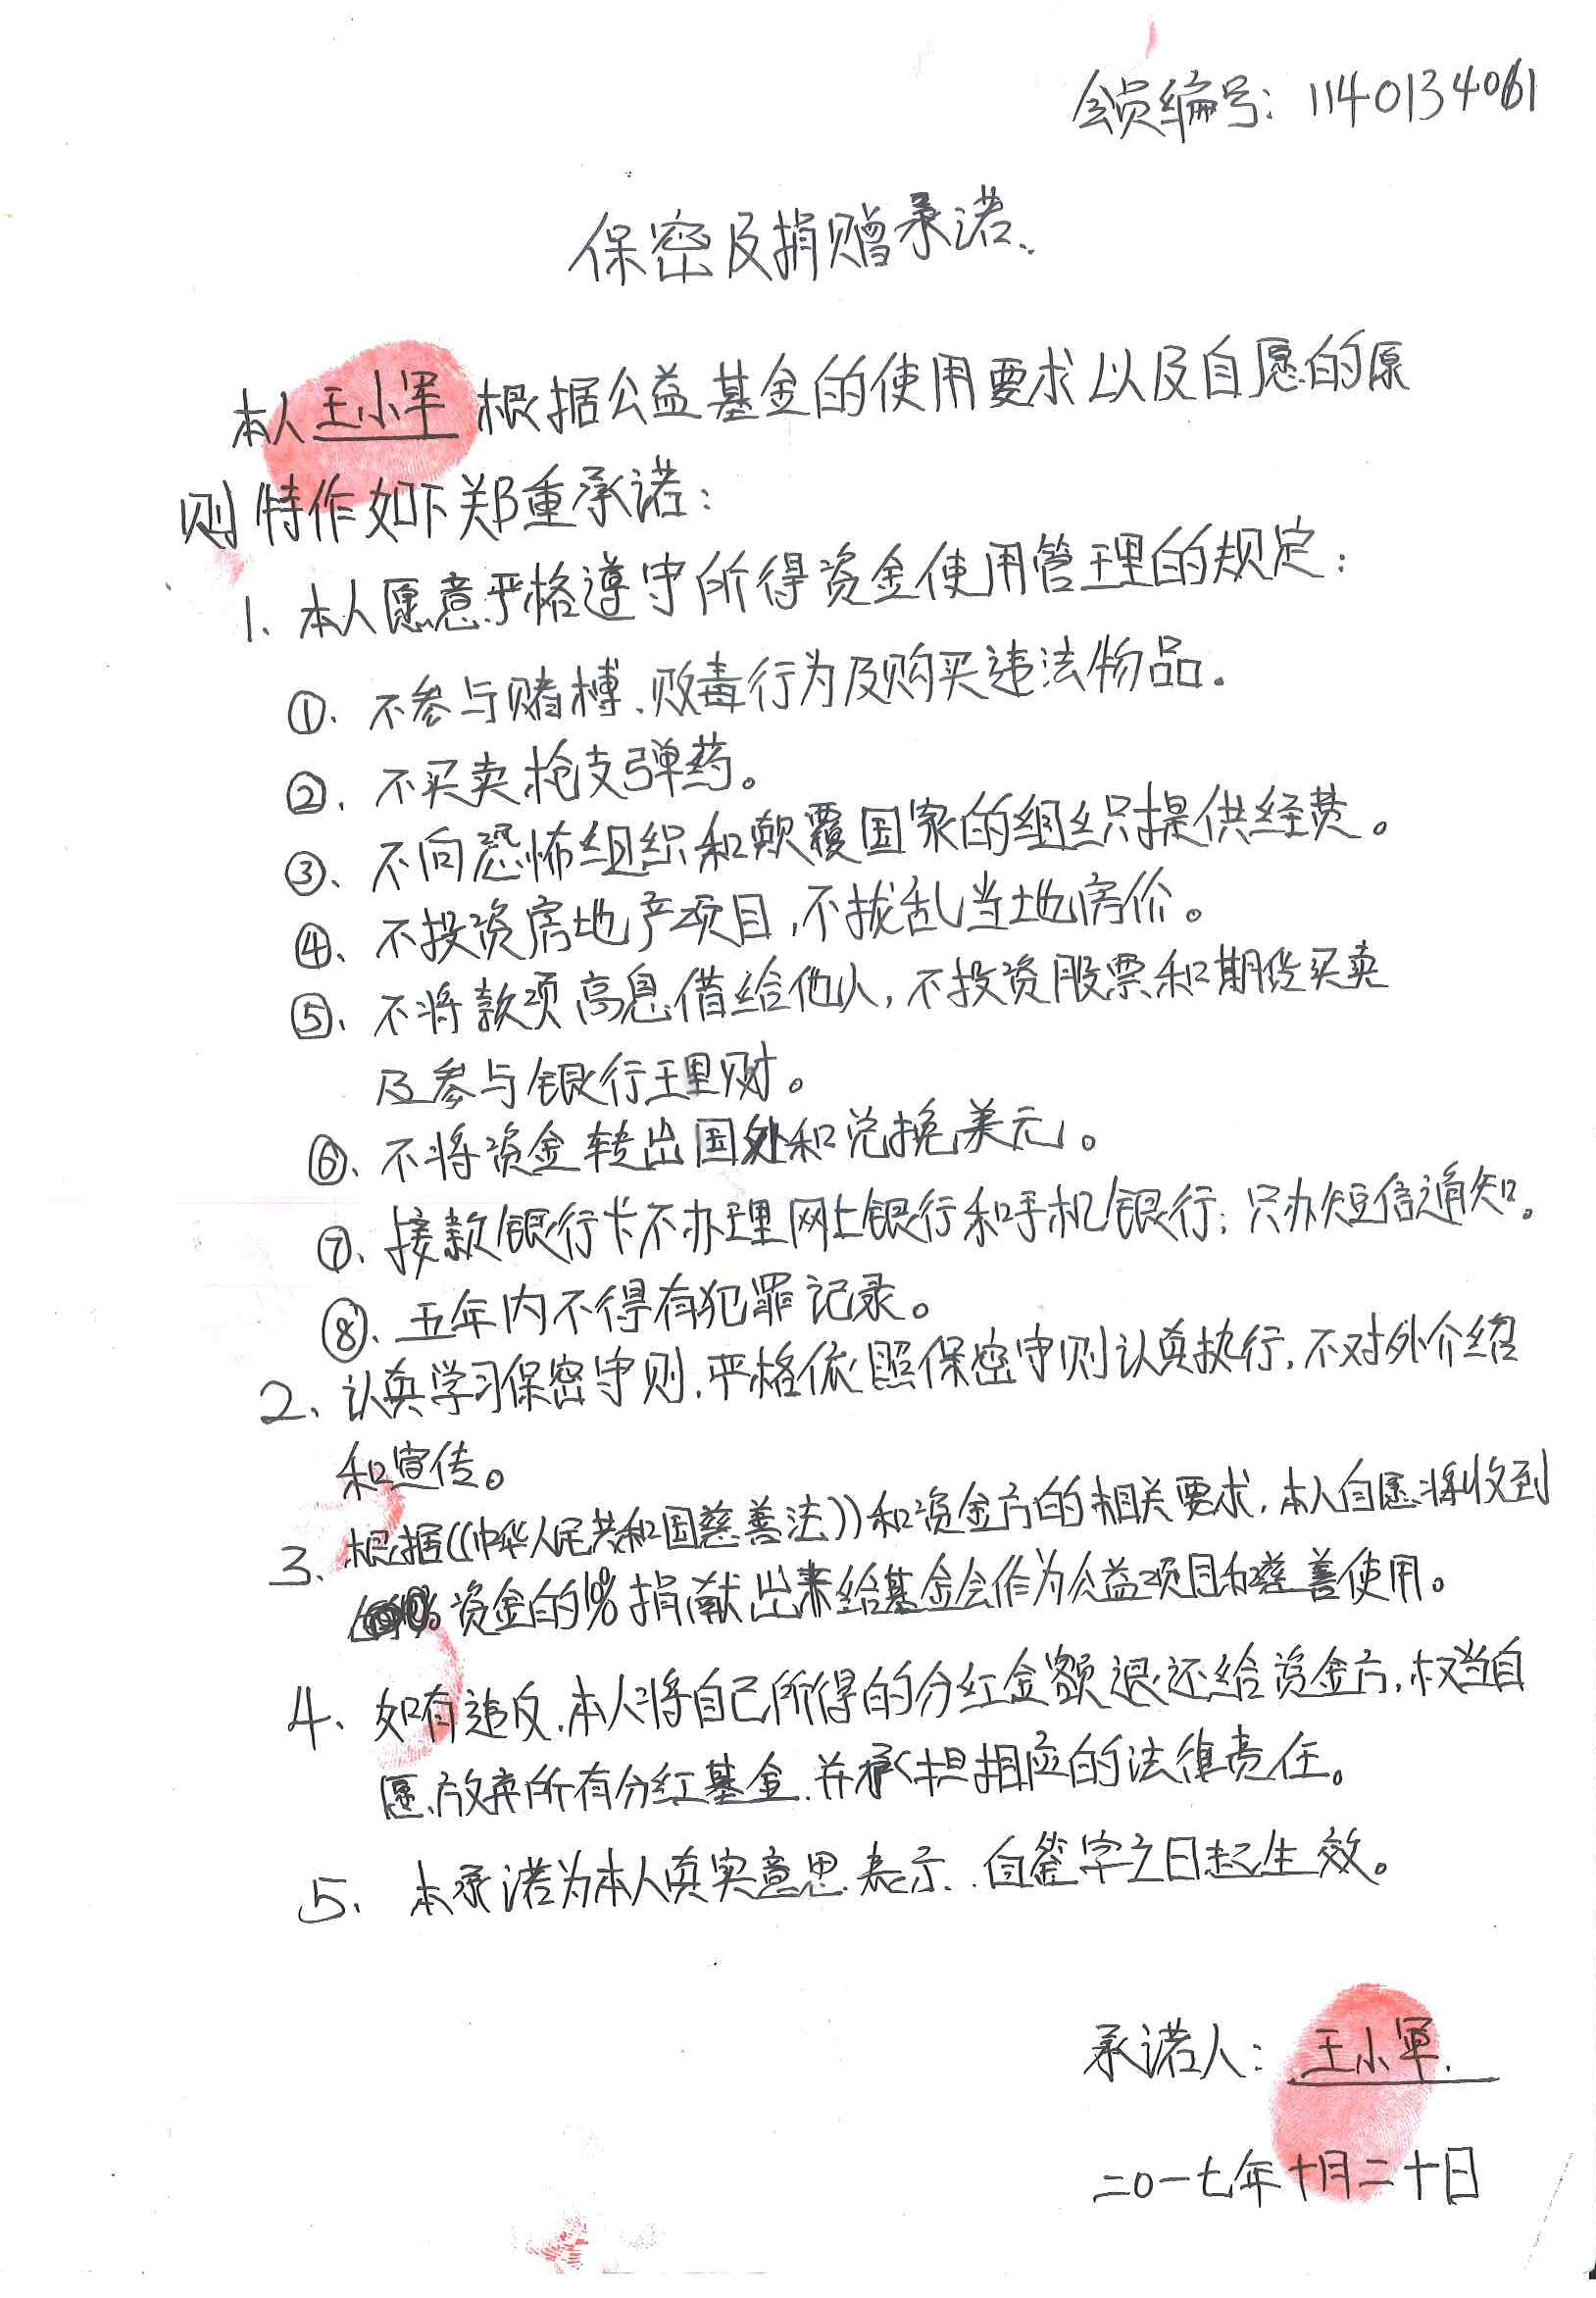 会员编号：1140134061
保密及捐赠承诺.
本人王小军根据公益基金的使用要求以及自愿的原
则特作如下郑重承诺：
1、本人愿意严格遵守所得资金使用管理的规定：
①、不参与赌博、败毒行为及购买违法物品.
②、不买卖枪支弹药。
③、不向恐怖组织和颠覆国家的组织提供经费。
④、不投资房地产项目,不拢乱当地房价。
⑤、不将款项高息借给他人,不投资股票和期货买卖
及参与银行理财。
⑥、不将资金转出国外和兑换美元。
⑦、接款银行卡不办理网上银行和手机银行;只办短信通知。
⑧、五年内不得有犯罪记录。
2、认真学习保密守则,严格依照保密守则认真执行,不对外介绍
和宣传。
3、根据《中华人民共和国慈善法》和资金方的相关要求,本人自愿将收到
资金的1%捐献出来给基金会作为公益项目和慈善使用。
4、如有违反,本人将自己所得的分红金额退还给资金方,权当自
愿放弃所有分红基金.并承担相应的法律责任。
5、本承诺为本人真实意思表示.自签字之日起生效。
承诺人：王小军.
二0一七年十月二十日